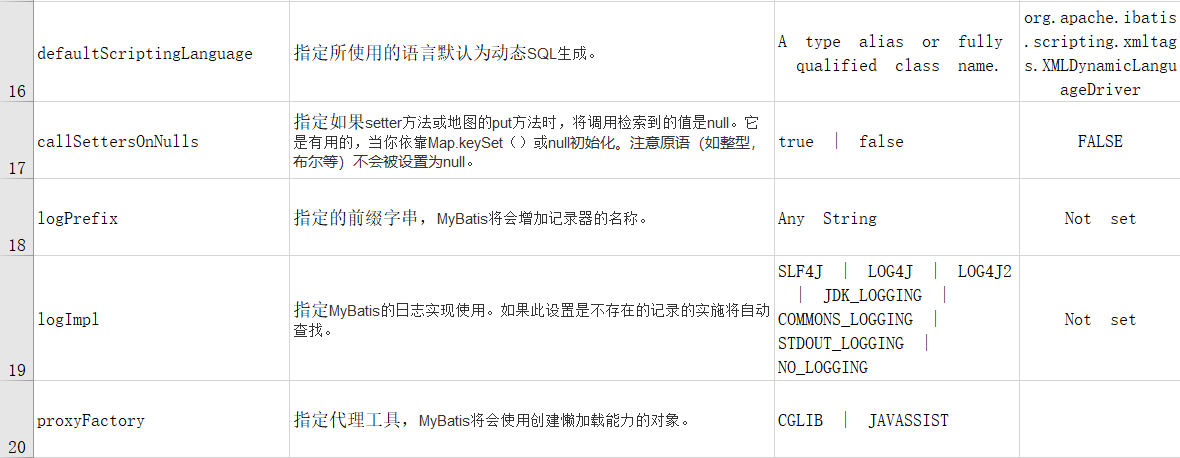 16
defaultScriptingLanguage
指定所使用的语言默认为动态SQL生成。
A type alias or fully
qualified class name.
org.apache.ibatis
.scripting.xmltag
s.XMLDynamicLangu
ageDriver
17
callSettersOnNulls
指定如果setter方法或地图的put方法时，将调用检索到的值是null。它
是有用的，当你依靠Map.keySet（）或null初始化。注意原语（如整型，
布尔等）不会被设置为null。
true | false
FALSE
18
logPrefix
指定的前缀字串，MyBatis将会增加记录器的名称。
Any String
Not set
19
logImpl
指定MyBatis的日志实现使用。如果此设置是不存在的记录的实施将自动
查找。
SLF4J | LOG4J | LOG4J2
| JDK_LOGGING |
COMMONS_LOGGING |
STDOUT_LOGGING |
NO_LOGGING
Not set
20
proxyFactory
指定代理工具，MyBatis将会使用创建懒加载能力的对象。
CGLIB | JAVASSIST